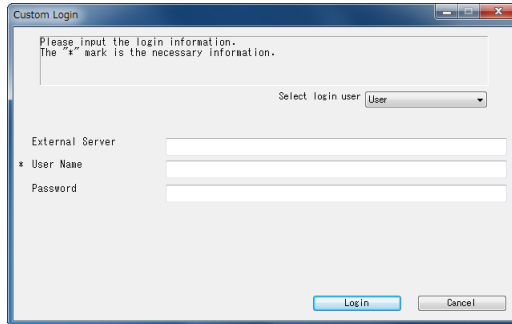 Custom Login
Please input the login information.
The "*" mark is the necessary information.
Select login user User
External Server
* User Name
Password
Login Cancel